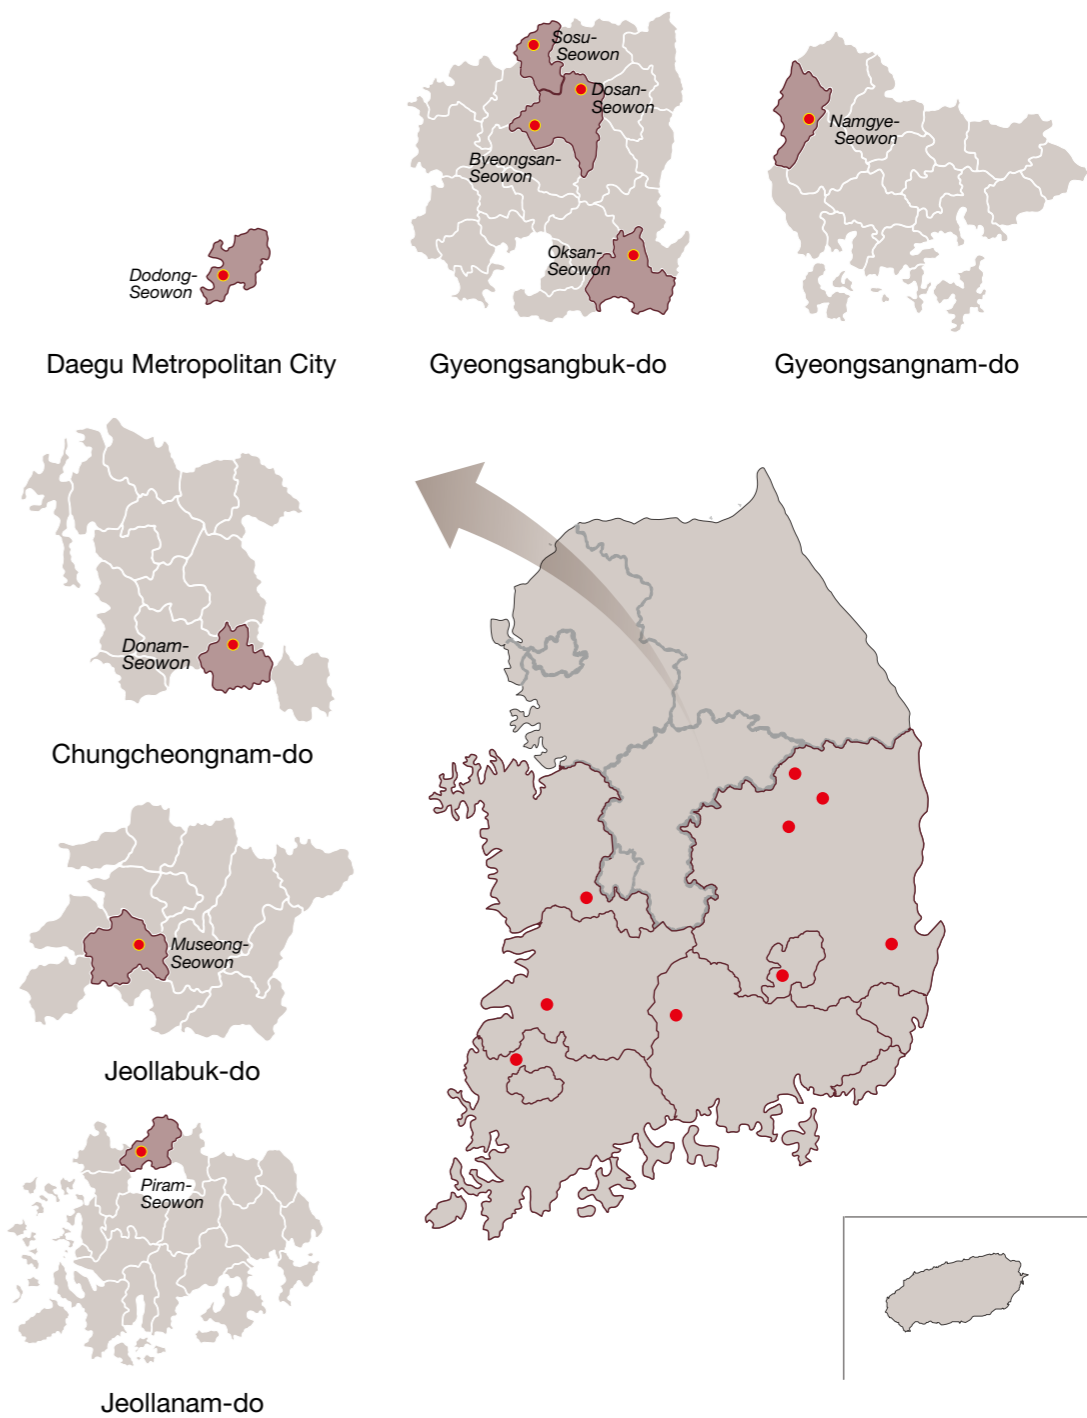 Sosu-
Seowon
Dosan-
Seowon
Byeongsan-
Seowon
Oksan-
Seowon
Namgye-
Seowon
Dodong-
Seowon
Daegu Metropolitan City
Gyeongsangbuk-do
Gyeongsangnam-do
Donam-
Seowon
Chungcheongnam-do
Museong-
Seowon
Jeollabuk-do
Piram-
Seowon
Jeollanam-do